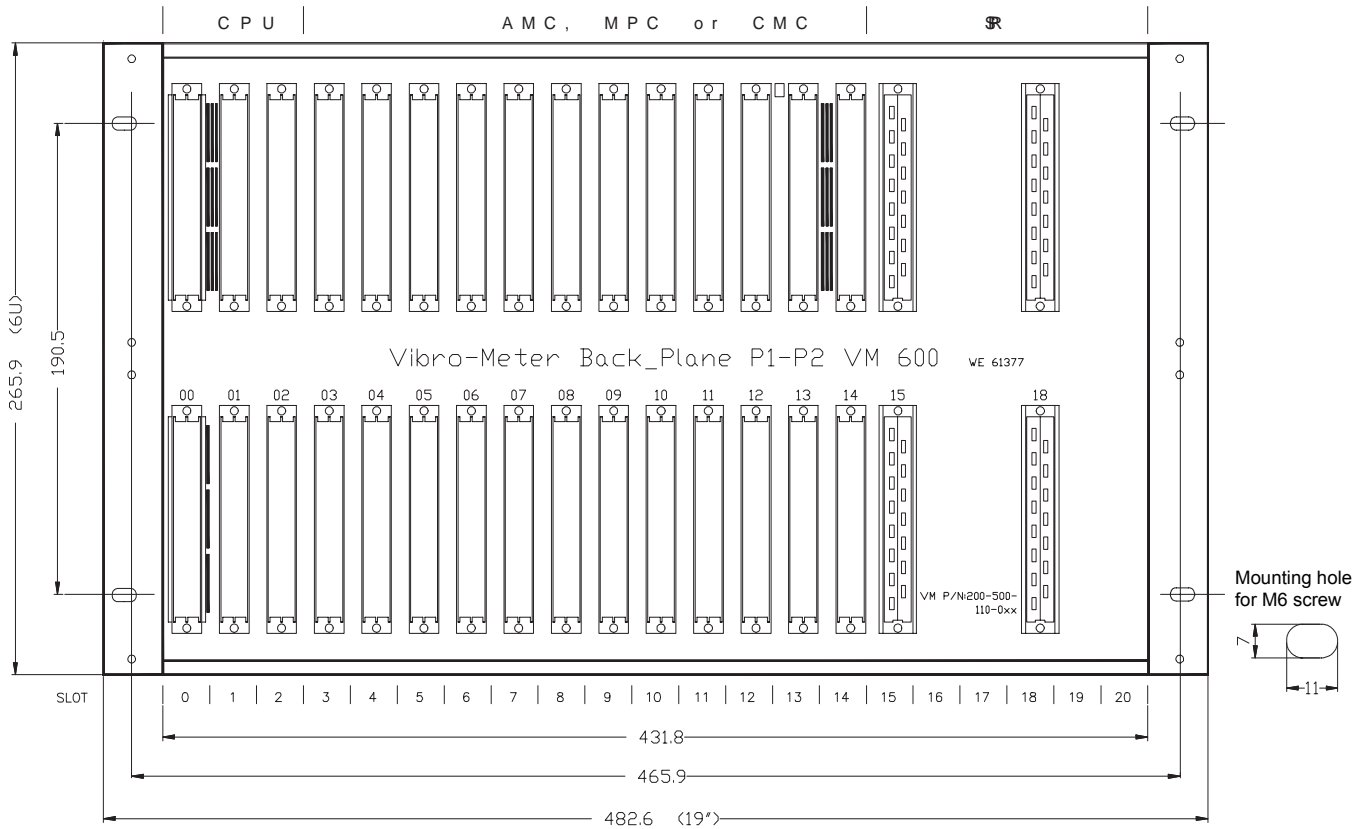 CPU AMC, MPC or CMC
265.9 (6U)
190.5
Vibro-Meter Back_Plane P1-P2 VM 600 WE 61377
00 01 02 03 04 05 06 07 08 09 10 11 12 13 14 15 18
VM P/N:200-500-
110-0xx
Mounting hole
for M6 screw
7
11
SLOT 0 1 2 3 4 5 6 7 8 9 10 11 12 13 14 15 16 17 18 19 20
431.8
465.9
482.6 (19")